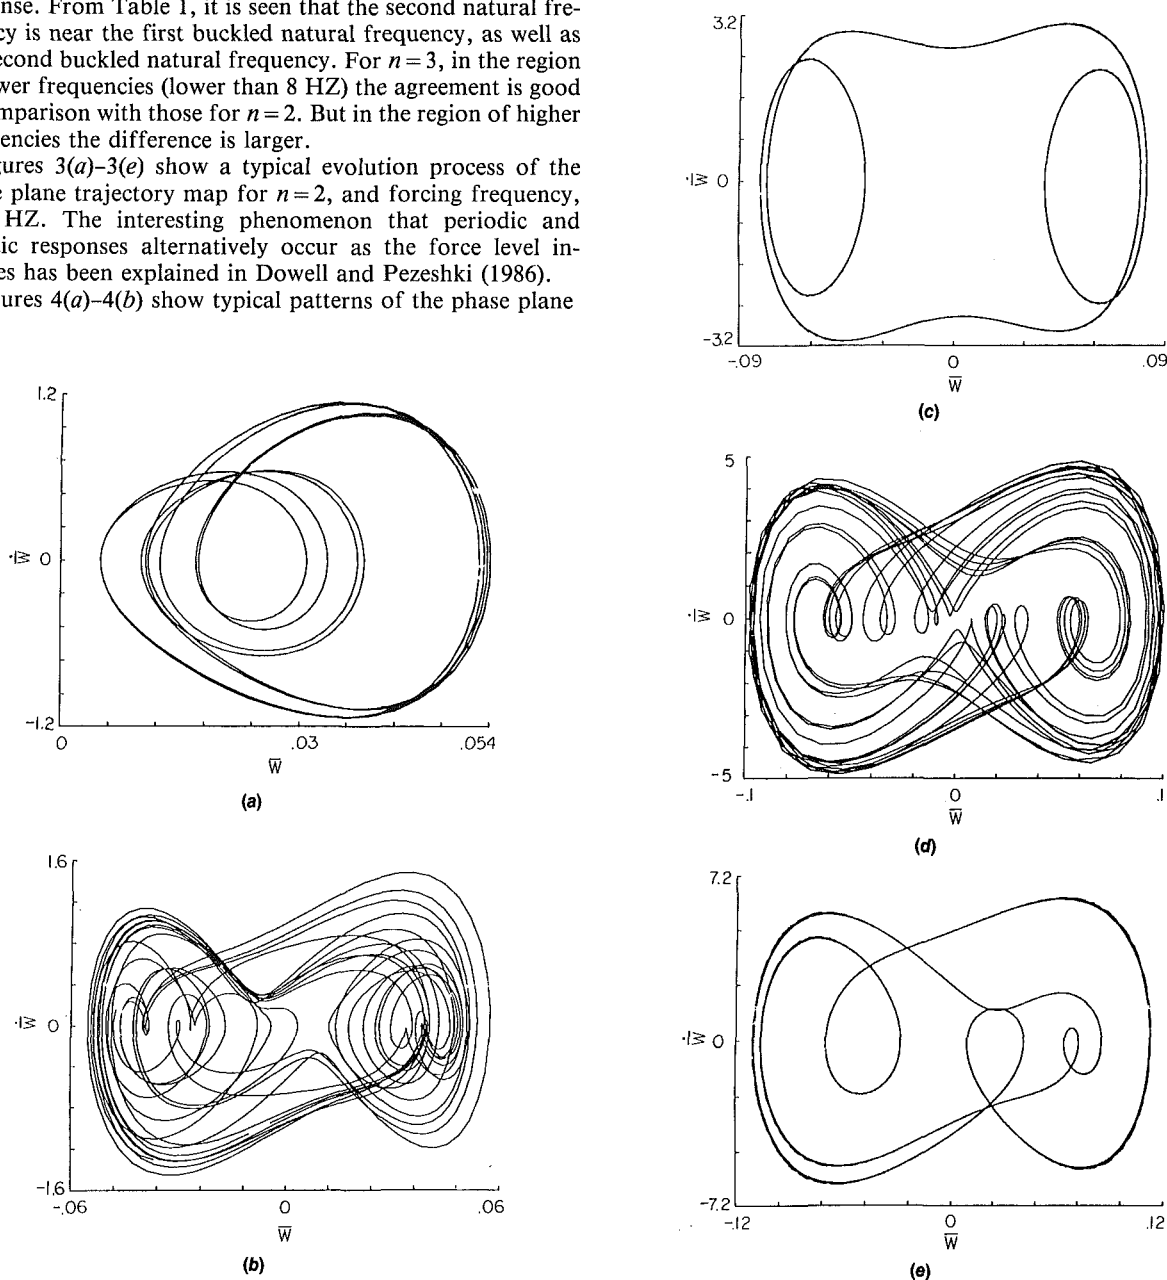 nse. From Table 1, it is seen that the second natural fre-
cy is near the first buckled natural frequency, as well as
econd buckled natural frequency. For n = 3, in the region
wer frequencies (lower than 8 HZ) the agreement is good
mparison with those for n = 2. But in the region of higher
encies the difference is larger.
gures 3(a)–3(e) show a typical evolution process of the
e plane trajectory map for n = 2, and forcing frequency,
HZ. The interesting phenomenon that periodic and
tic responses alternatively occur as the force level in-
es has been explained in Dowell and Pezeshki (1986).
ures 4(a)–4(b) show typical patterns of the phase plane
1.2
Ẇ 0
-1.2
0 .03 .054
W̅
(a)
1.6
Ẇ 0
-1.6
-.06 0 .06
W̅
(b)
3.2
Ẇ 0
-3.2
-.09 0 .09
W̅
(c)
5
Ẇ 0
-5
-.1 0 .1
W̅
(d)
7.2
Ẇ 0
-7.2
-.12 0 .12
W̅
(e)